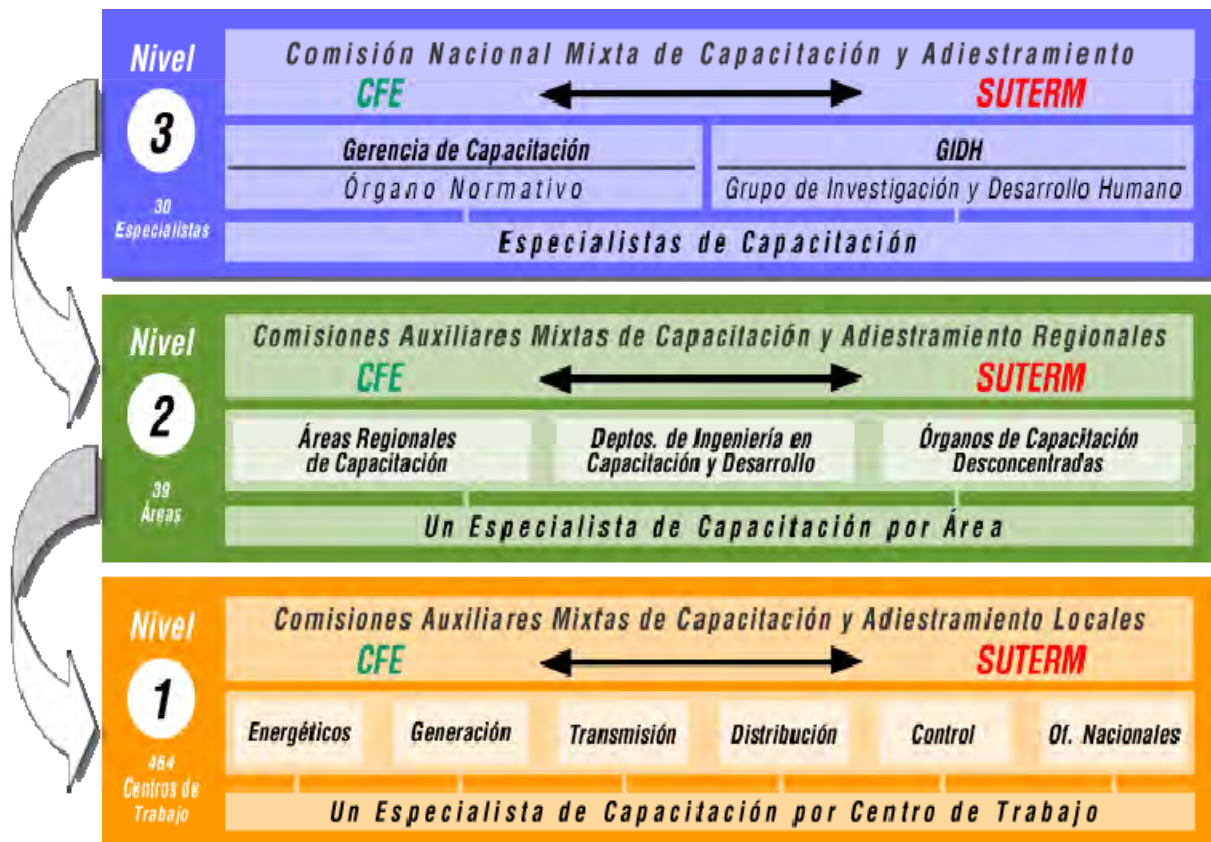 Nivel
3
30
Especialistas
Comisión Nacional Mixta de Capacitación y Adiestramiento
CFE SUTERM
Gerencia de Capacitación
Órgano Normativo
GIDH
Grupo de Investigación y Desarrollo Humano
Especialistas de Capacitación
Nivel
2
39
Áreas
Comisiones Auxiliares Mixtas de Capacitación y Adiestramiento Regionales
CFE SUTERM
Áreas Regionales
de Capacitación
Deptos. de Ingeniería en
Capacitación y Desarrollo
Órganos de Capacitación
Desconcentradas
Un Especialista de Capacitación por Área
Nivel
1
464
Centros de
Trabajo
Comisiones Auxiliares Mixtas de Capacitación y Adiestramiento Locales
CFE SUTERM
Energéticos
Generación
Transmisión
Distribución
Control
Of. Nacionales
Un Especialista de Capacitación por Centro de Trabajo